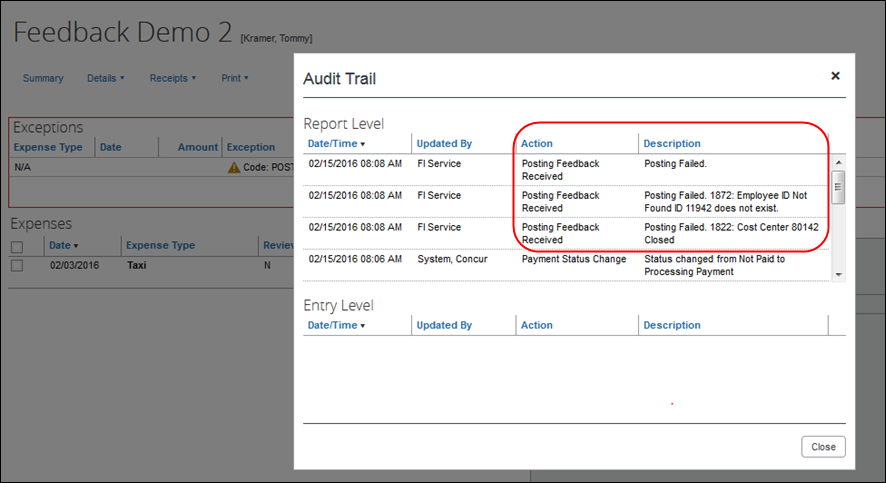 Feedback Demo 2 [Kramer, Tommy]
Summary Details Receipts Print
Exceptions
Expense Type Date Amount Exception
N/A Code: POST
Expenses
Date Expense Type Review
02/03/2016 Taxi N
Audit Trail
Report Level
Date/Time Updated By Action Description
02/15/2016 08:08 AM FI Service Posting Feedback Posting Failed.
Received
02/15/2016 08:08 AM FI Service Posting Feedback Posting Failed. 1872: Employee ID Not
Received Found ID 11942 does not exist.
02/15/2016 08:08 AM FI Service Posting Feedback Posting Failed. 1822: Cost Center 80142
Received Closed
02/15/2016 08:06 AM System, Concur Payment Status Change Status changed from Not Paid to
Processing Payment
Entry Level
Date/Time Updated By Action Description
Close